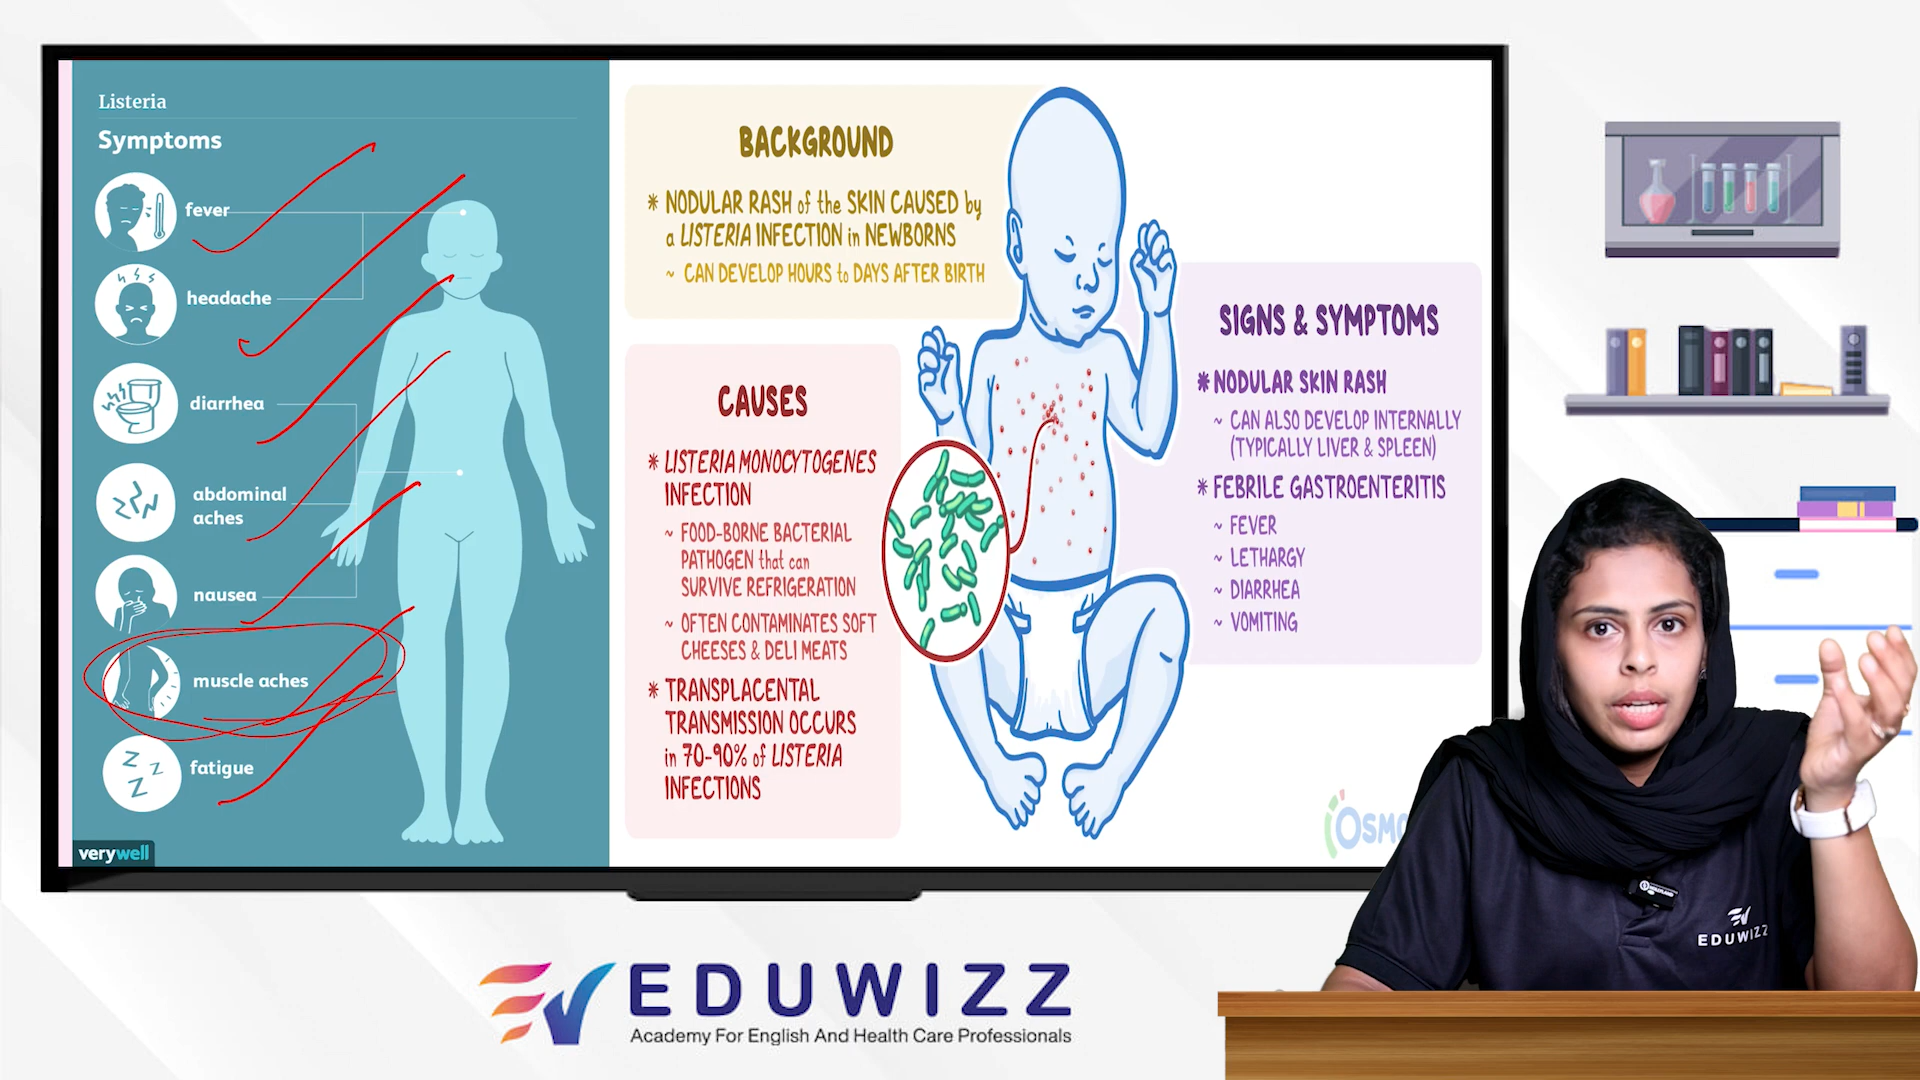 Listeria
Symptoms
fever
headache
diarrhea
abdominal
aches
nausea
muscle aches
fatigue
verywell
BACKGROUND
* NODULAR RASH of the SKIN CAUSED by
a LISTERIA INFECTION in NEWBORNS
~ CAN DEVELOP HOURS to DAYS AFTER BIRTH
CAUSES
* LISTERIA MONOCYTOGENES
INFECTION
~ FOOD-BORNE BACTERIAL
PATHOGEN that can
SURVIVE REFRIGERATION
~ OFTEN CONTAMINATES SOFT
CHEESES & DELI MEATS
* TRANSPLACENTAL
TRANSMISSION OCCURS
in 70-90% of LISTERIA
INFECTIONS
SIGNS & SYMPTOMS
* NODULAR SKIN RASH
~ CAN ALSO DEVELOP INTERNALLY
(TYPICALLY LIVER & SPLEEN)
* FEBRILE GASTROENTERITIS
~ FEVER
~ LETHARGY
~ DIARRHEA
~ VOMITING
OSMO
EDUWIZZ
EDUWIZZ
Academy For English And Health Care Professionals